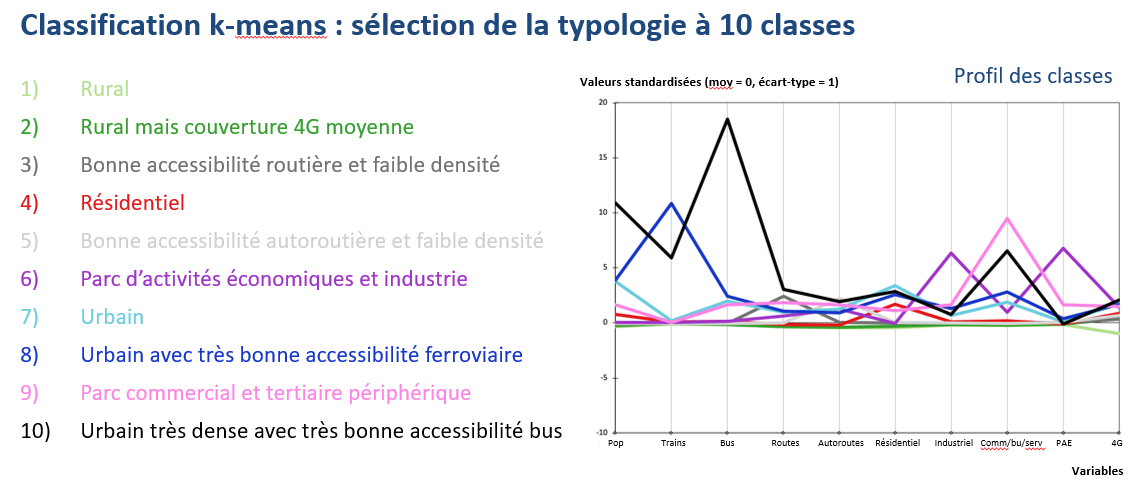 Classification k-means : sélection de la typologie à 10 classes
1) Rural
2) Rural mais couverture 4G moyenne
3) Bonne accessibilité routière et faible densité
4) Résidentiel
5) Bonne accessibilité autoroutière et faible densité
6) Parc d’activités économiques et industrie
7) Urbain
8) Urbain avec très bonne accessibilité ferroviaire
9) Parc commercial et tertiaire périphérique
10) Urbain très dense avec très bonne accessibilité bus
Profil des classes
Valeurs standardisées (moy = 0, écart-type = 1)
20
15
10
5
0
-5
-10
Pop Trains Bus Routes Autoroutes Résidentiel Industriel Comm/bu/serv PAE 4G
Variables